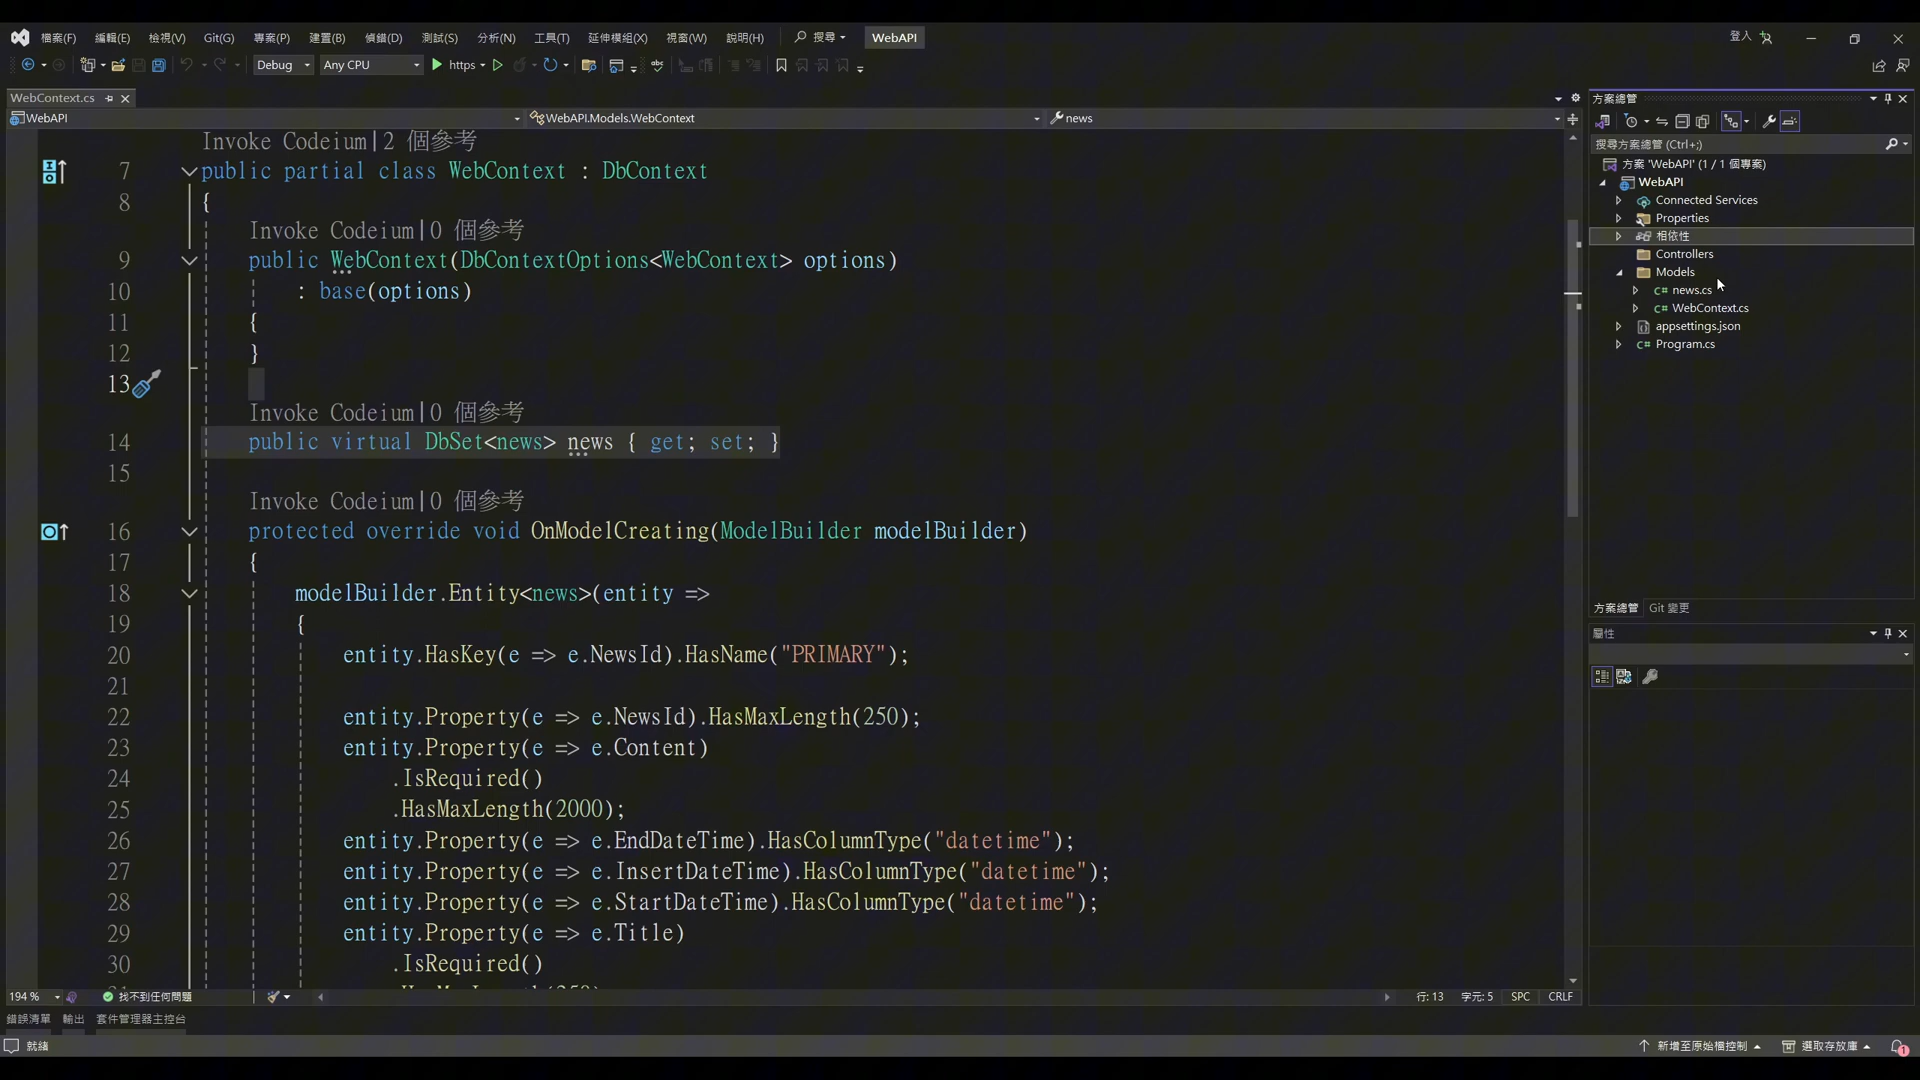 檔案(F) 編輯(E) 檢視(V) Git(G) 專案(P) 建置(B) 偵錯(D) 測試(S) 分析(N) 工具(T) 延伸模組(X) 視窗(W) 說明(H) 搜尋 WebAPI 登入
Debug Any CPU https
WebContext.cs
WebAPI WebAPI.Models.WebContext news
Invoke Codeium|2 個參考
7 public partial class WebContext : DbContext
8 {
Invoke Codeium|0 個參考
9 public WebContext(DbContextOptions<WebContext> options)
10 : base(options)
11 {
12 }
13
Invoke Codeium|0 個參考
14 public virtual DbSet<news> news { get; set; }
15
Invoke Codeium|0 個參考
16 protected override void OnModelCreating(ModelBuilder modelBuilder)
17 {
18 modelBuilder.Entity<news>(entity =>
19 {
20 entity.HasKey(e => e.NewsId).HasName("PRIMARY");
21
22 entity.Property(e => e.NewsId).HasMaxLength(250);
23 entity.Property(e => e.Content)
24 .IsRequired()
25 .HasMaxLength(2000);
26 entity.Property(e => e.EndDateTime).HasColumnType("datetime");
27 entity.Property(e => e.InsertDateTime).HasColumnType("datetime");
28 entity.Property(e => e.StartDateTime).HasColumnType("datetime");
29 entity.Property(e => e.Title)
30 .IsRequired()
194 % 找不到任何問題 行: 13 字元: 5 SPC CRLF
錯誤清單 輸出 套件管理器主控台
就緒 新增至原始檔控制 選取存放庫 1
方案總管
搜尋方案總管 (Ctrl+;)
方案 'WebAPI' (1 / 1 個專案)
WebAPI
Connected Services
Properties
相依性
Controllers
Models
C# news.cs
C# WebContext.cs
appsettings.json
C# Program.cs
方案總管 Git 變更
屬性